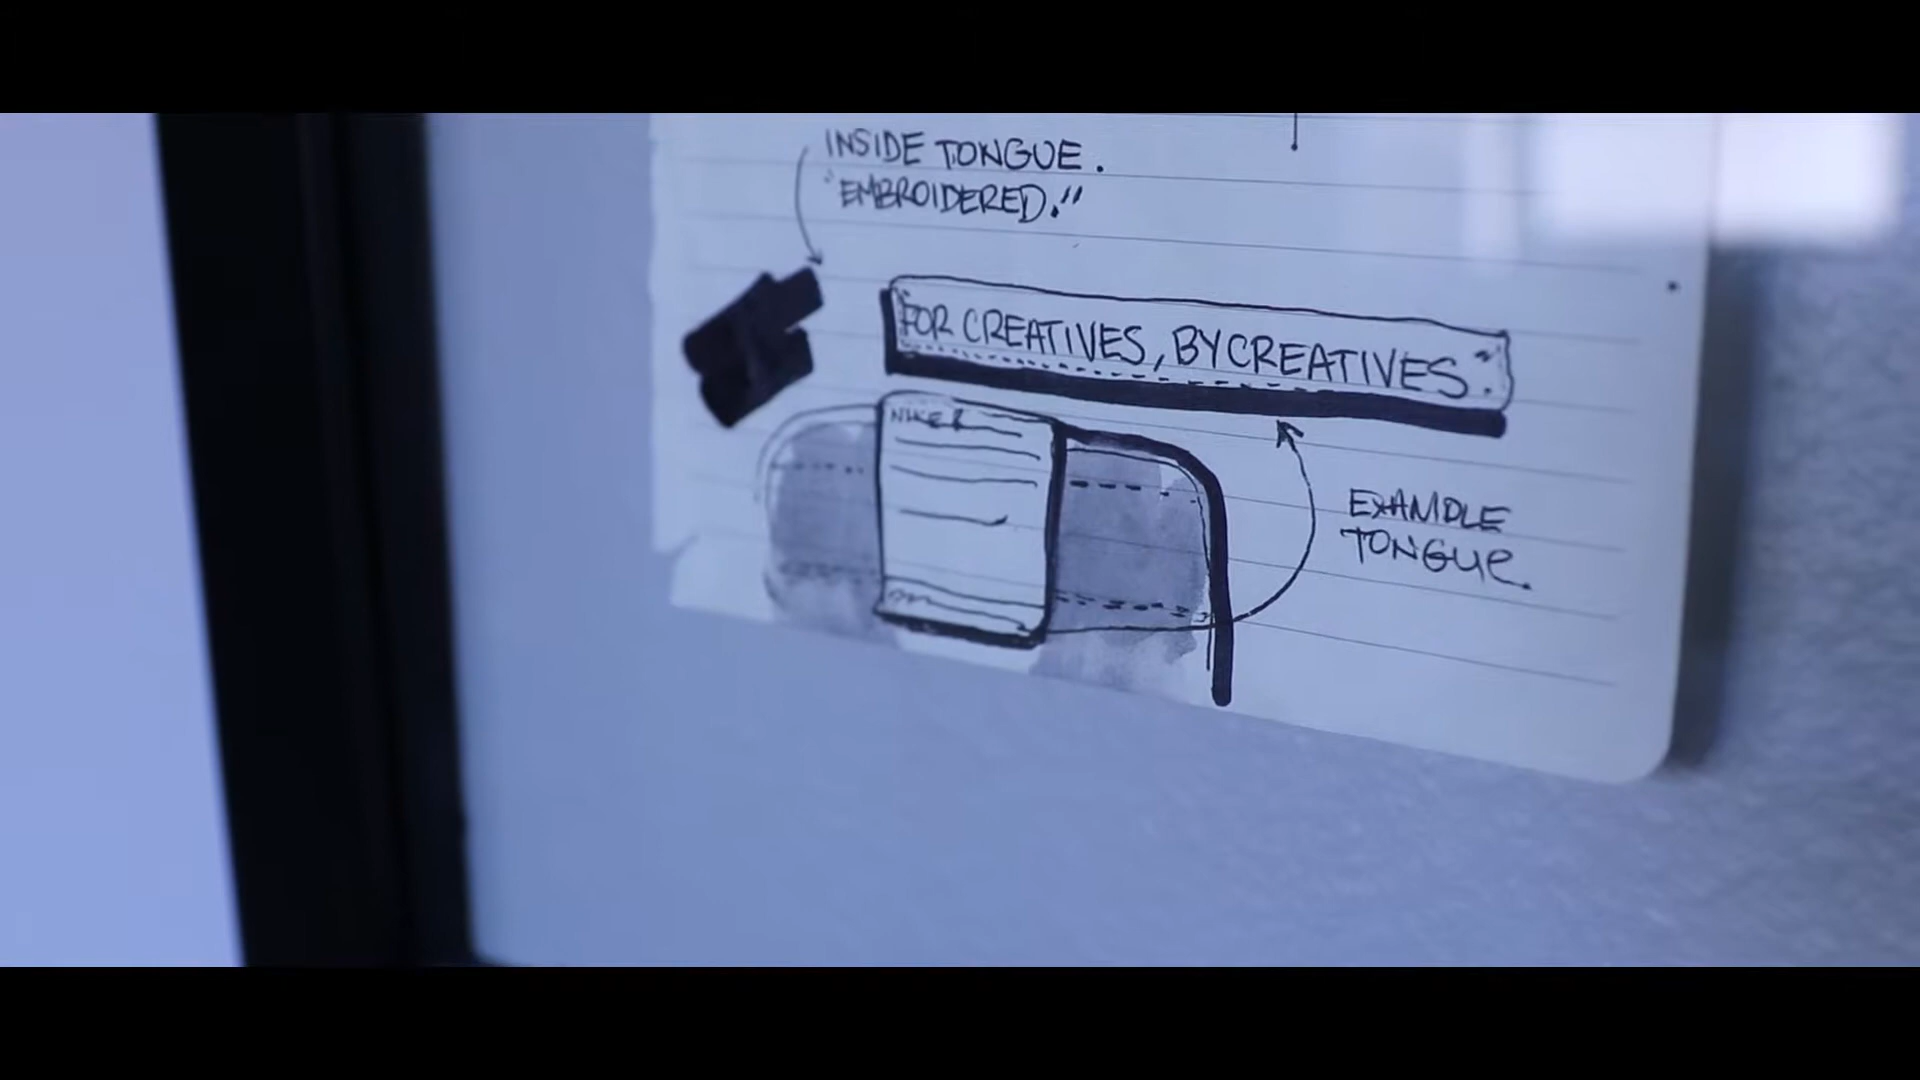 INSIDE TONGUE.
"EMBROIDERED."
"FOR CREATIVES, BY CREATIVES."
NIKE
EXAMPLE
TONGUE.